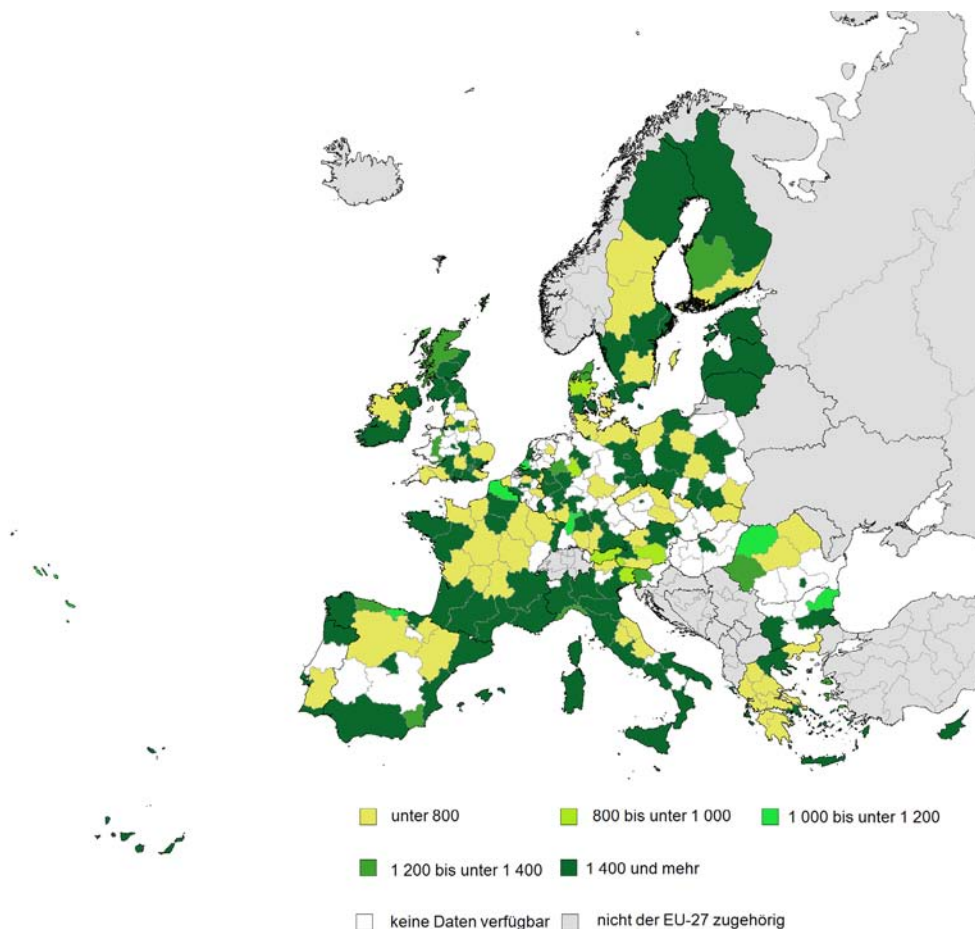 unter 800
800 bis unter 1 000
1 000 bis unter 1 200
1 200 bis unter 1 400
1 400 und mehr
keine Daten verfügbar
nicht der EU-27 zugehörig